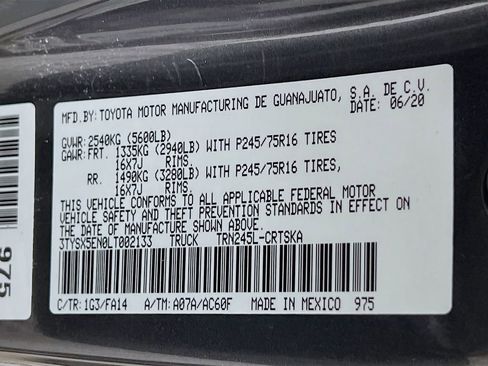 MFD.BY: TOYOTA MOTOR MANUFACTURING DE GUANAJUATO, S.A. DE C.V.
DATE: 06/20
GVWR: 2540KG (5600LB)
GAWR: FRT. 1335KG (2940LB) WITH P245/75R16 TIRES
16X7J RIMS.
RR. 1490KG (3280LB) WITH P245/75R16 TIRES,
16X7J RIMS.
THIS VEHICLE CONFORMS TO ALL APPLICABLE FEDERAL MOTOR
VEHICLE SAFETY AND THEFT PREVENTION STANDARDS IN EFFECT ON
THE DATE OF MANUFACTURE SHOWN ABOVE.
3TYSX5EN0LT002133 TRUCK TRN245L-CRTSKA
C/TR: 1G3/FA14 A/TM: A07A/AC60F MADE IN MEXICO 975
975